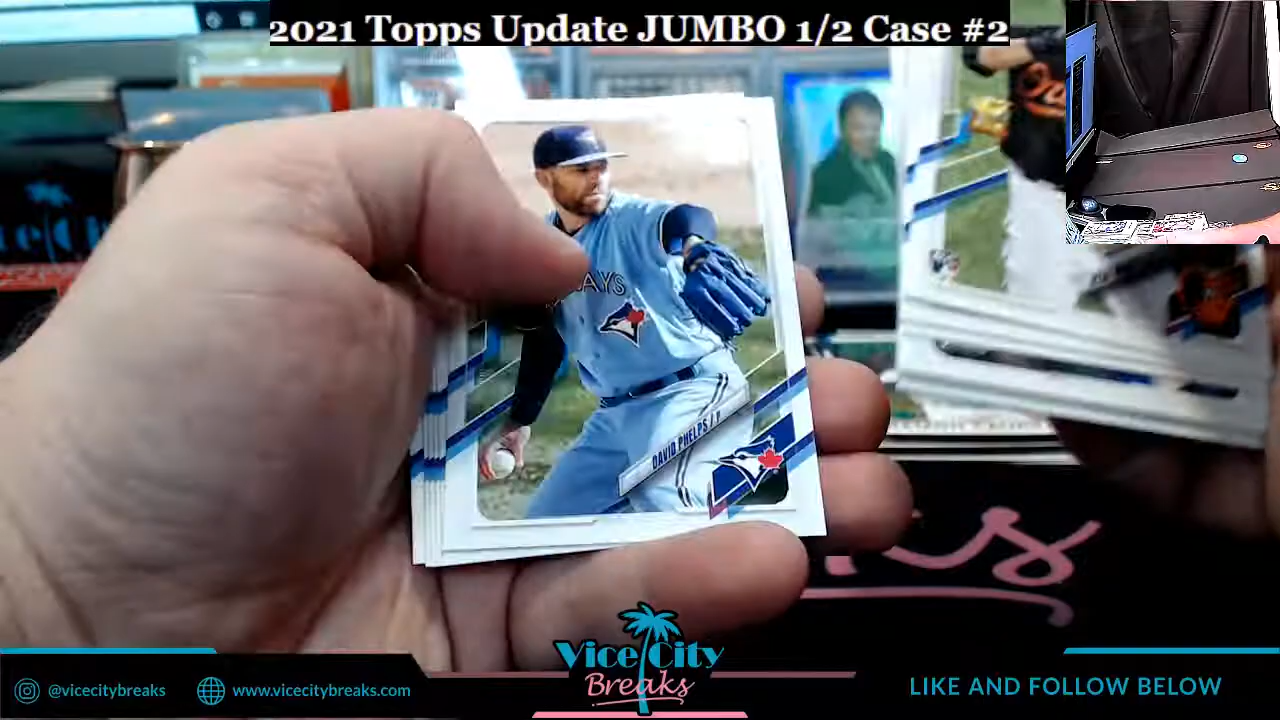 2021 Topps Update JUMBO 1/2 Case #2
AYS
DAVID PHELPS / P
Vice City
Breaks
@vicecitybreaks
www.vicecitybreaks.com
LIKE AND FOLLOW BELOW